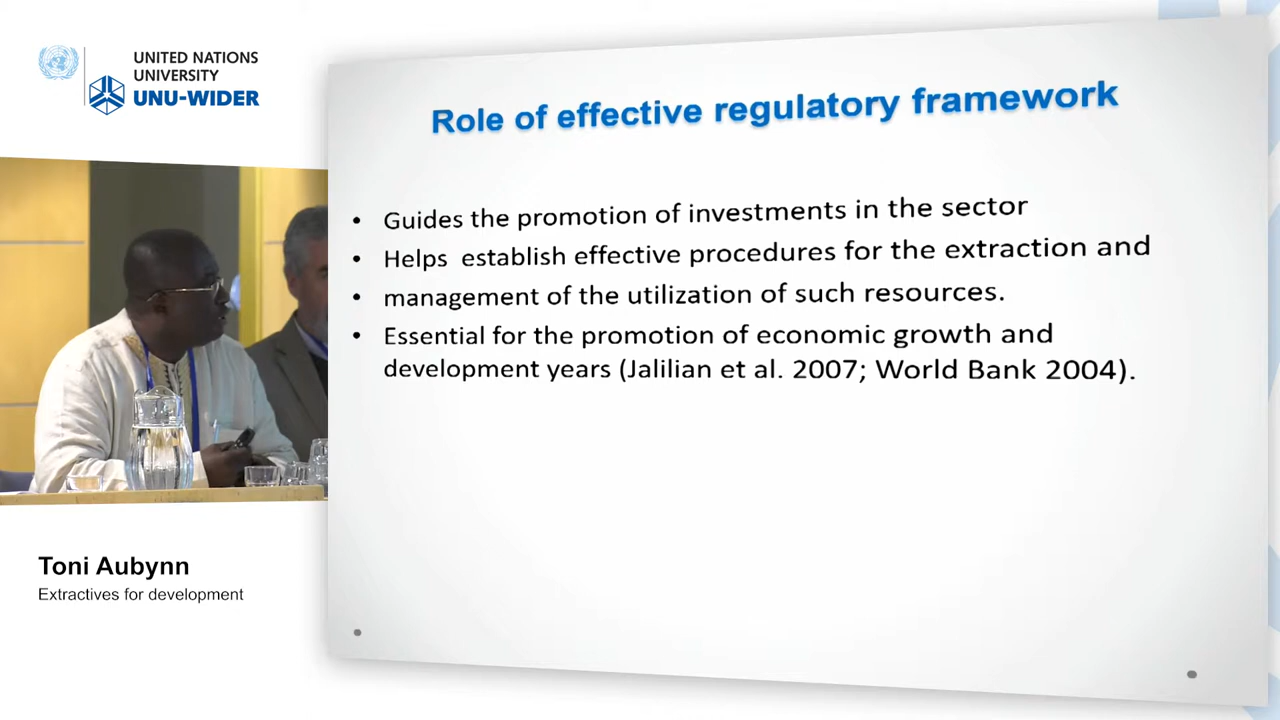 UNITED NATIONS
UNIVERSITY
UNU-WIDER
Role of effective regulatory framework
• Guides the promotion of investments in the sector
• Helps establish effective procedures for the extraction and
• management of the utilization of such resources.
• Essential for the promotion of economic growth and
development years (Jalilian et al. 2007; World Bank 2004).
Toni Aubynn
Extractives for development